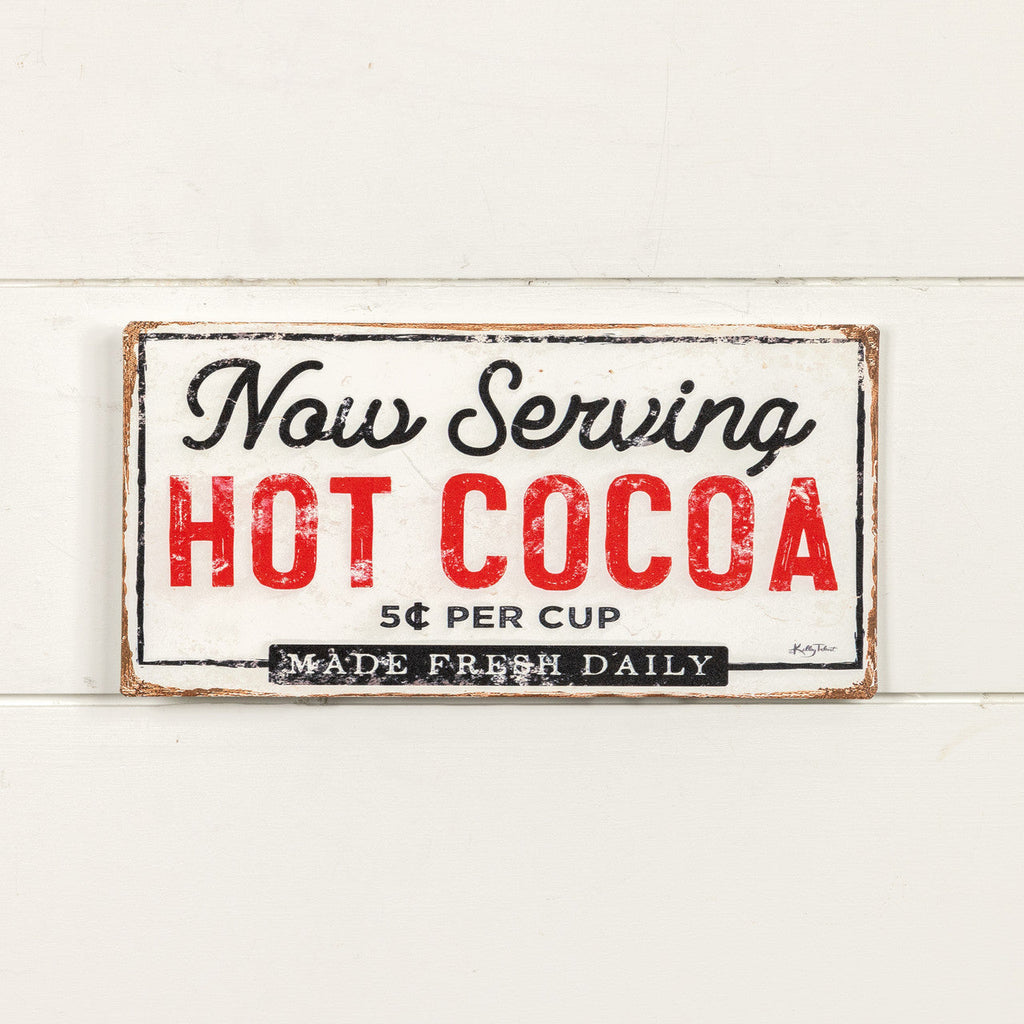 Now Serving
HOT COCOA
5¢ PER CUP
MADE FRESH DAILY